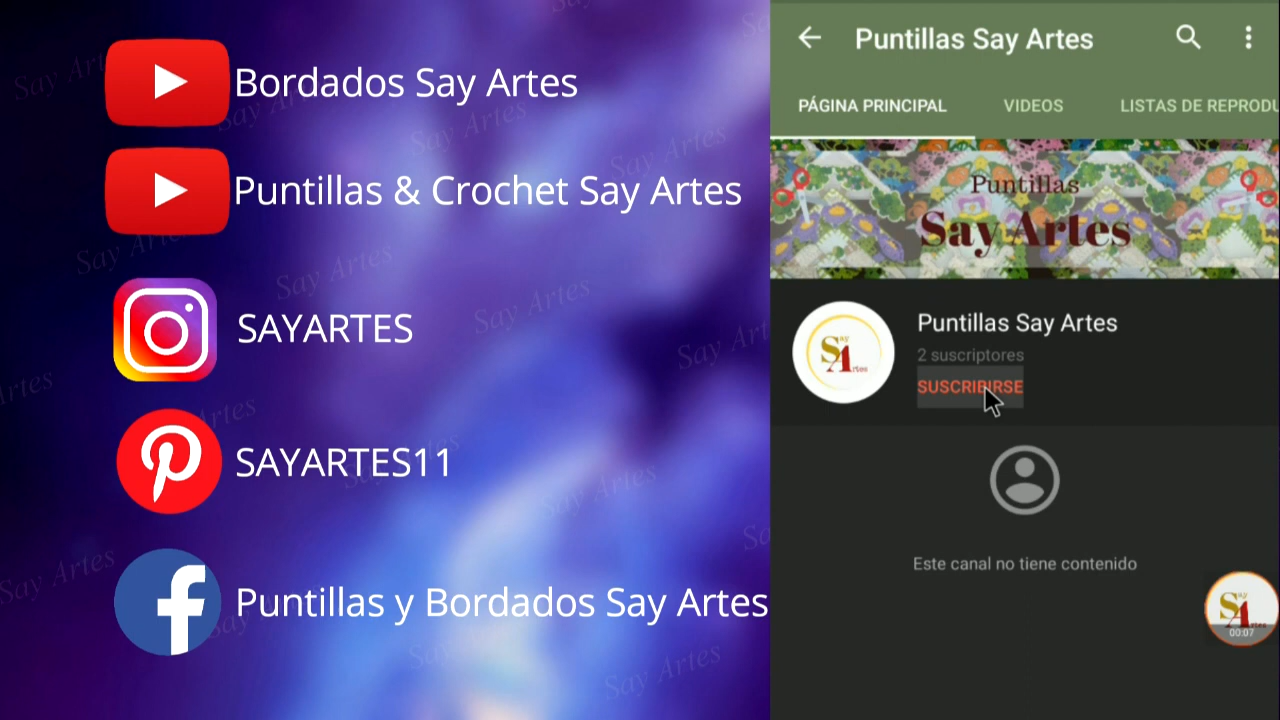 Bordados Say Artes
Puntillas & Crochet Say Artes
SAYARTES
SAYARTES11
Puntillas y Bordados Say Artes
Puntillas Say Artes
PÁGINA PRINCIPAL VIDEOS LISTAS DE REPRODU
Puntillas
Say Artes
Puntillas Say Artes
2 suscriptores
SUSCRIBIRSE
Este canal no tiene contenido
Say Artes
00:07